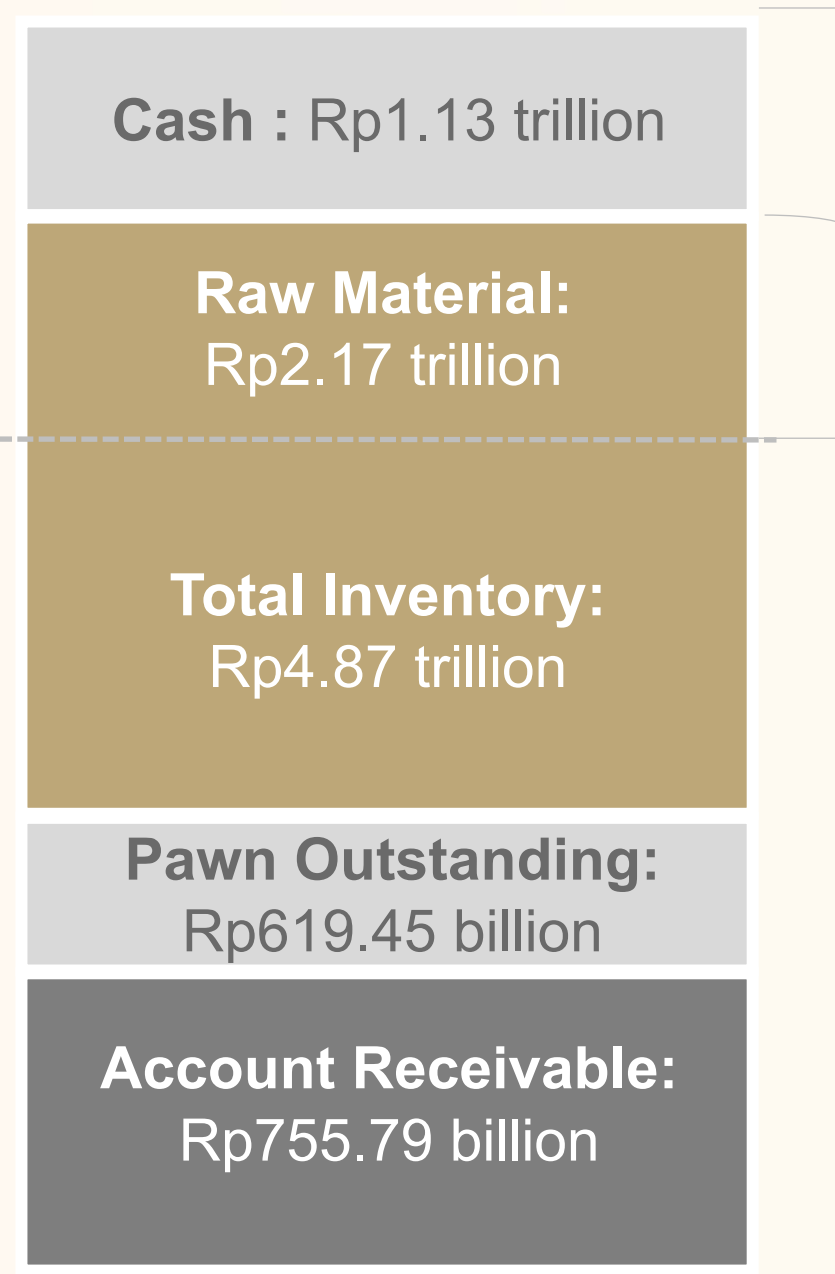 Cash : Rp1.13 trillion
Raw Material:
Rp2.17 trillion
Total Inventory:
Rp4.87 trillion
Pawn Outstanding:
Rp619.45 billion
Account Receivable:
Rp755.79 billion